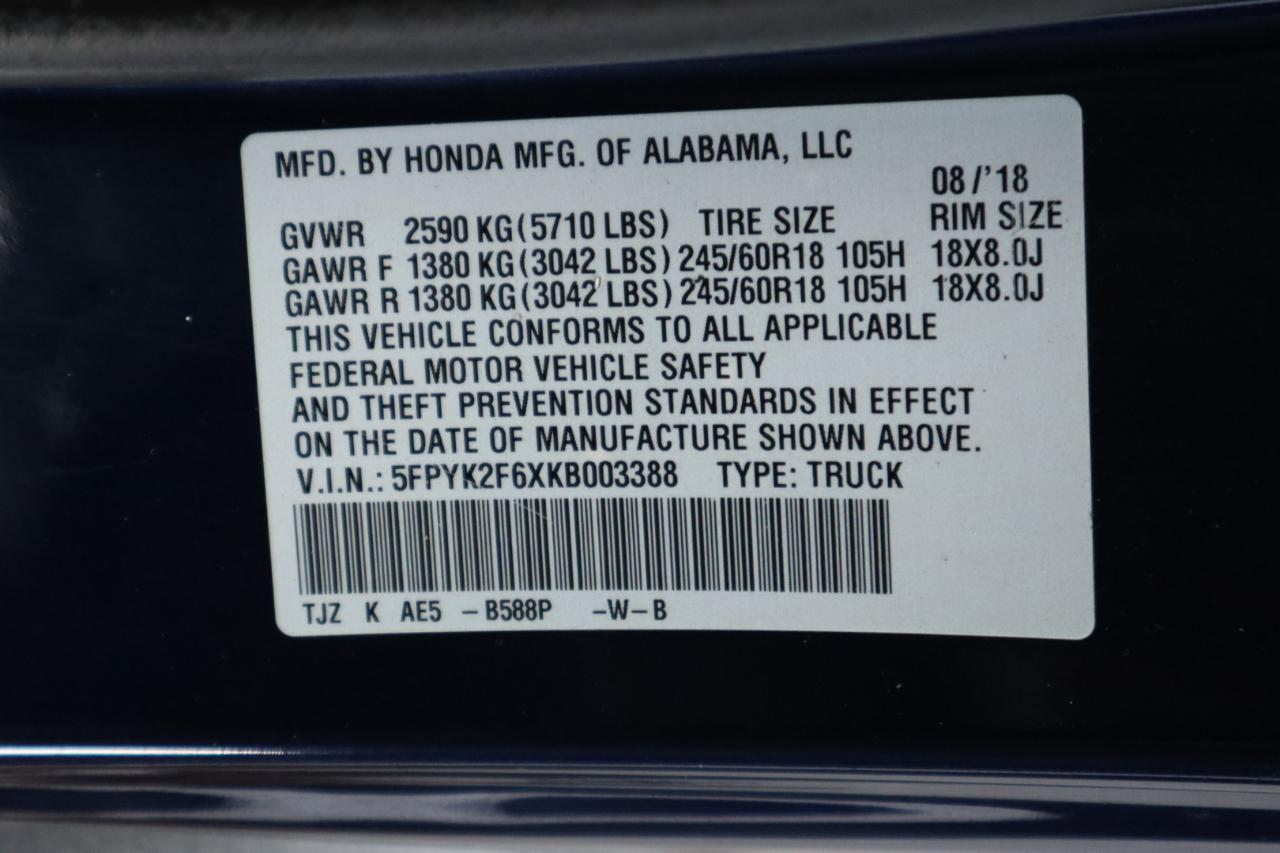 MFD. BY HONDA MFG. OF ALABAMA, LLC
08/'18
GVWR 2590 KG(5710 LBS) TIRE SIZE RIM SIZE
GAWR F 1380 KG(3042 LBS) 245/60R18 105H 18X8.0J
GAWR R 1380 KG(3042 LBS) 245/60R18 105H 18X8.0J
THIS VEHICLE CONFORMS TO ALL APPLICABLE
FEDERAL MOTOR VEHICLE SAFETY
AND THEFT PREVENTION STANDARDS IN EFFECT
ON THE DATE OF MANUFACTURE SHOWN ABOVE.
V.I.N.: 5FPYK2F6XKB003388 TYPE: TRUCK
TJZ K AE5 -B588P -W-B